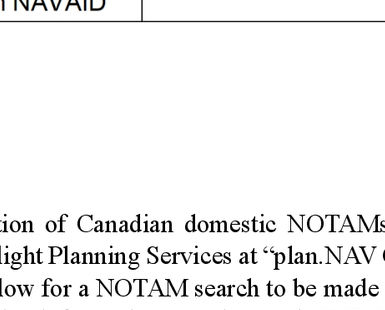 n NAVAID
tion of Canadian domestic NOTAMs
light Planning Services at “plan.NAV
low for a NOTAM search to be made